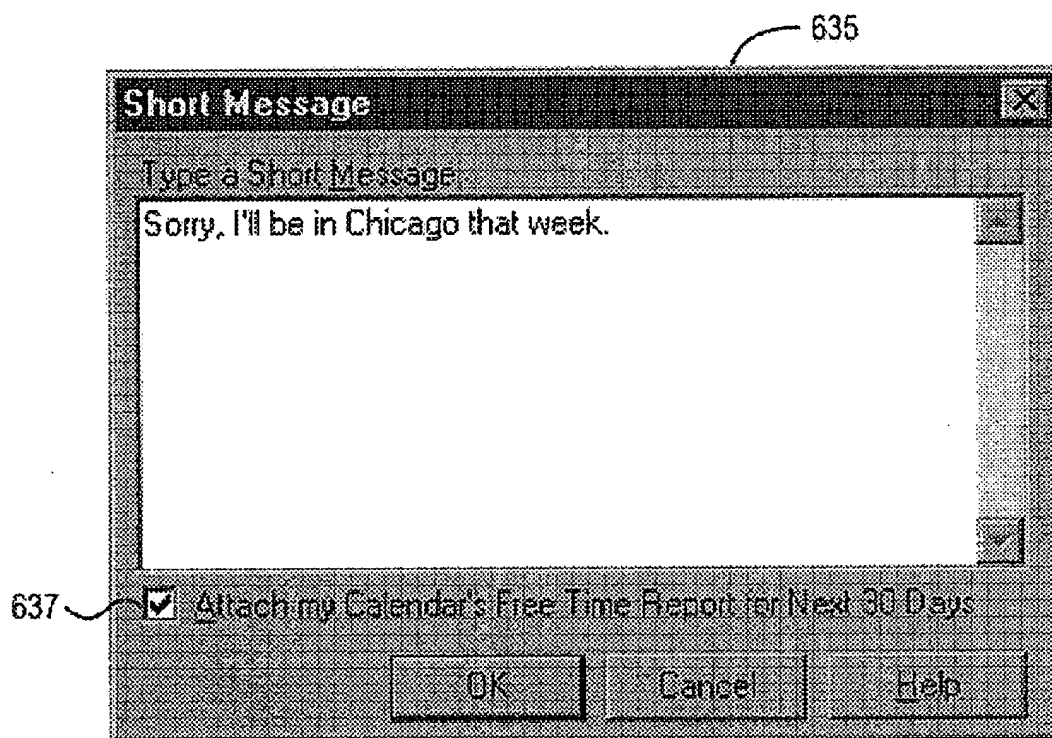 635
Short Message
Type a Short Message:
Sorry, I'll be in Chicago that week.
637
Attach my Calendar's Free Time Report for Next 30 Days
OK Cancel Help